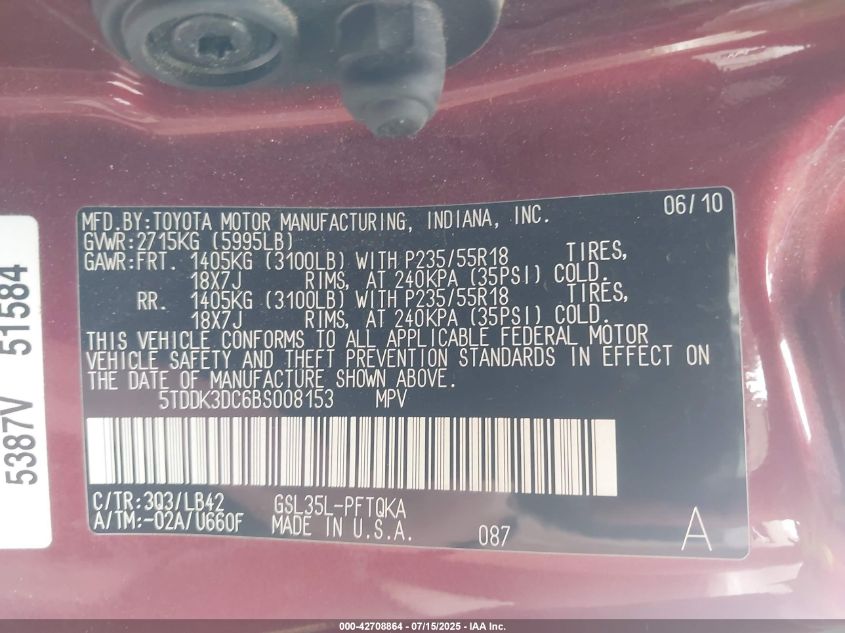 MFD.BY:TOYOTA MOTOR MANUFACTURING, INDIANA, INC. 06/10
GVWR:2715KG (5995LB)
GAWR:FRT. 1405KG (3100LB) WITH P235/55R18 TIRES,
18X7J RIMS, AT 240KPA (35PSI) COLD.
RR. 1405KG (3100LB) WITH P235/55R18 TIRES,
18X7J RIMS, AT 240KPA (35PSI) COLD.
THIS VEHICLE CONFORMS TO ALL APPLICABLE FEDERAL MOTOR
VEHICLE SAFETY AND THEFT PREVENTION STANDARDS IN EFFECT ON
THE DATE OF MANUFACTURE SHOWN ABOVE.
5TDDK3DC6BS008153 MPV
C/TR:3Q3/LB42 GSL35L-PFTQKA
A/TM:-02A/U660F MADE IN U.S.A. 087 A
5387V 51584
000-42708864 / 07/15/2025 - IAA Inc.